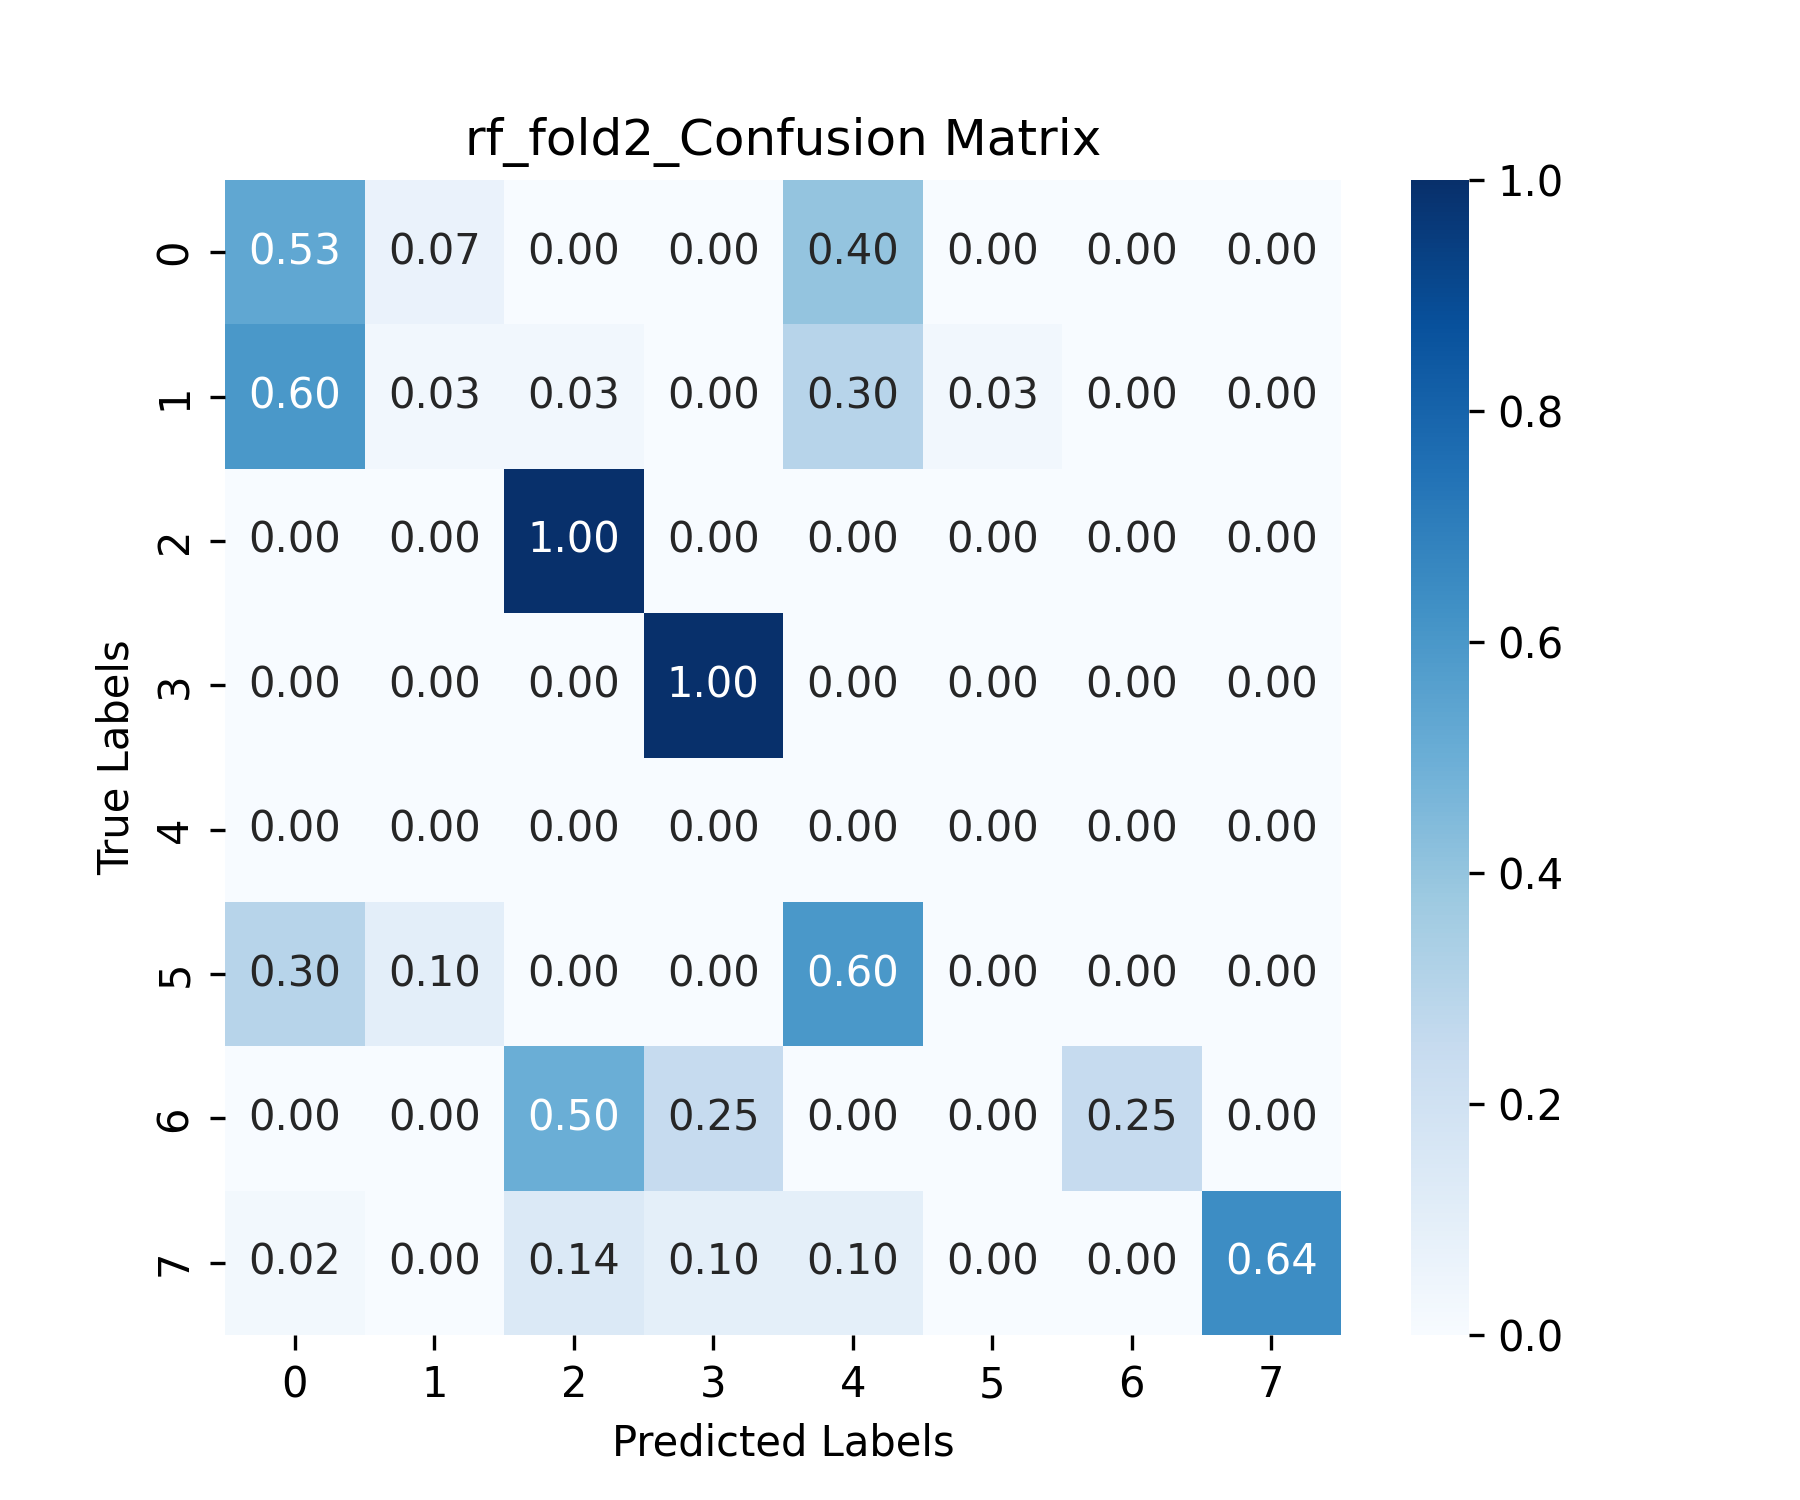 rf_fold2_Confusion Matrix
0 0.53 0.07 0.00 0.00 0.40 0.00 0.00 0.00
1 0.60 0.03 0.03 0.00 0.30 0.03 0.00 0.00
2 0.00 0.00 1.00 0.00 0.00 0.00 0.00 0.00
3 0.00 0.00 0.00 1.00 0.00 0.00 0.00 0.00
4 0.00 0.00 0.00 0.00 0.00 0.00 0.00 0.00
5 0.30 0.10 0.00 0.00 0.60 0.00 0.00 0.00
6 0.00 0.00 0.50 0.25 0.00 0.00 0.25 0.00
7 0.02 0.00 0.14 0.10 0.10 0.00 0.00 0.64
0 1 2 3 4 5 6 7
Predicted Labels
True Labels
1.0
0.8
0.6
0.4
0.2
0.0